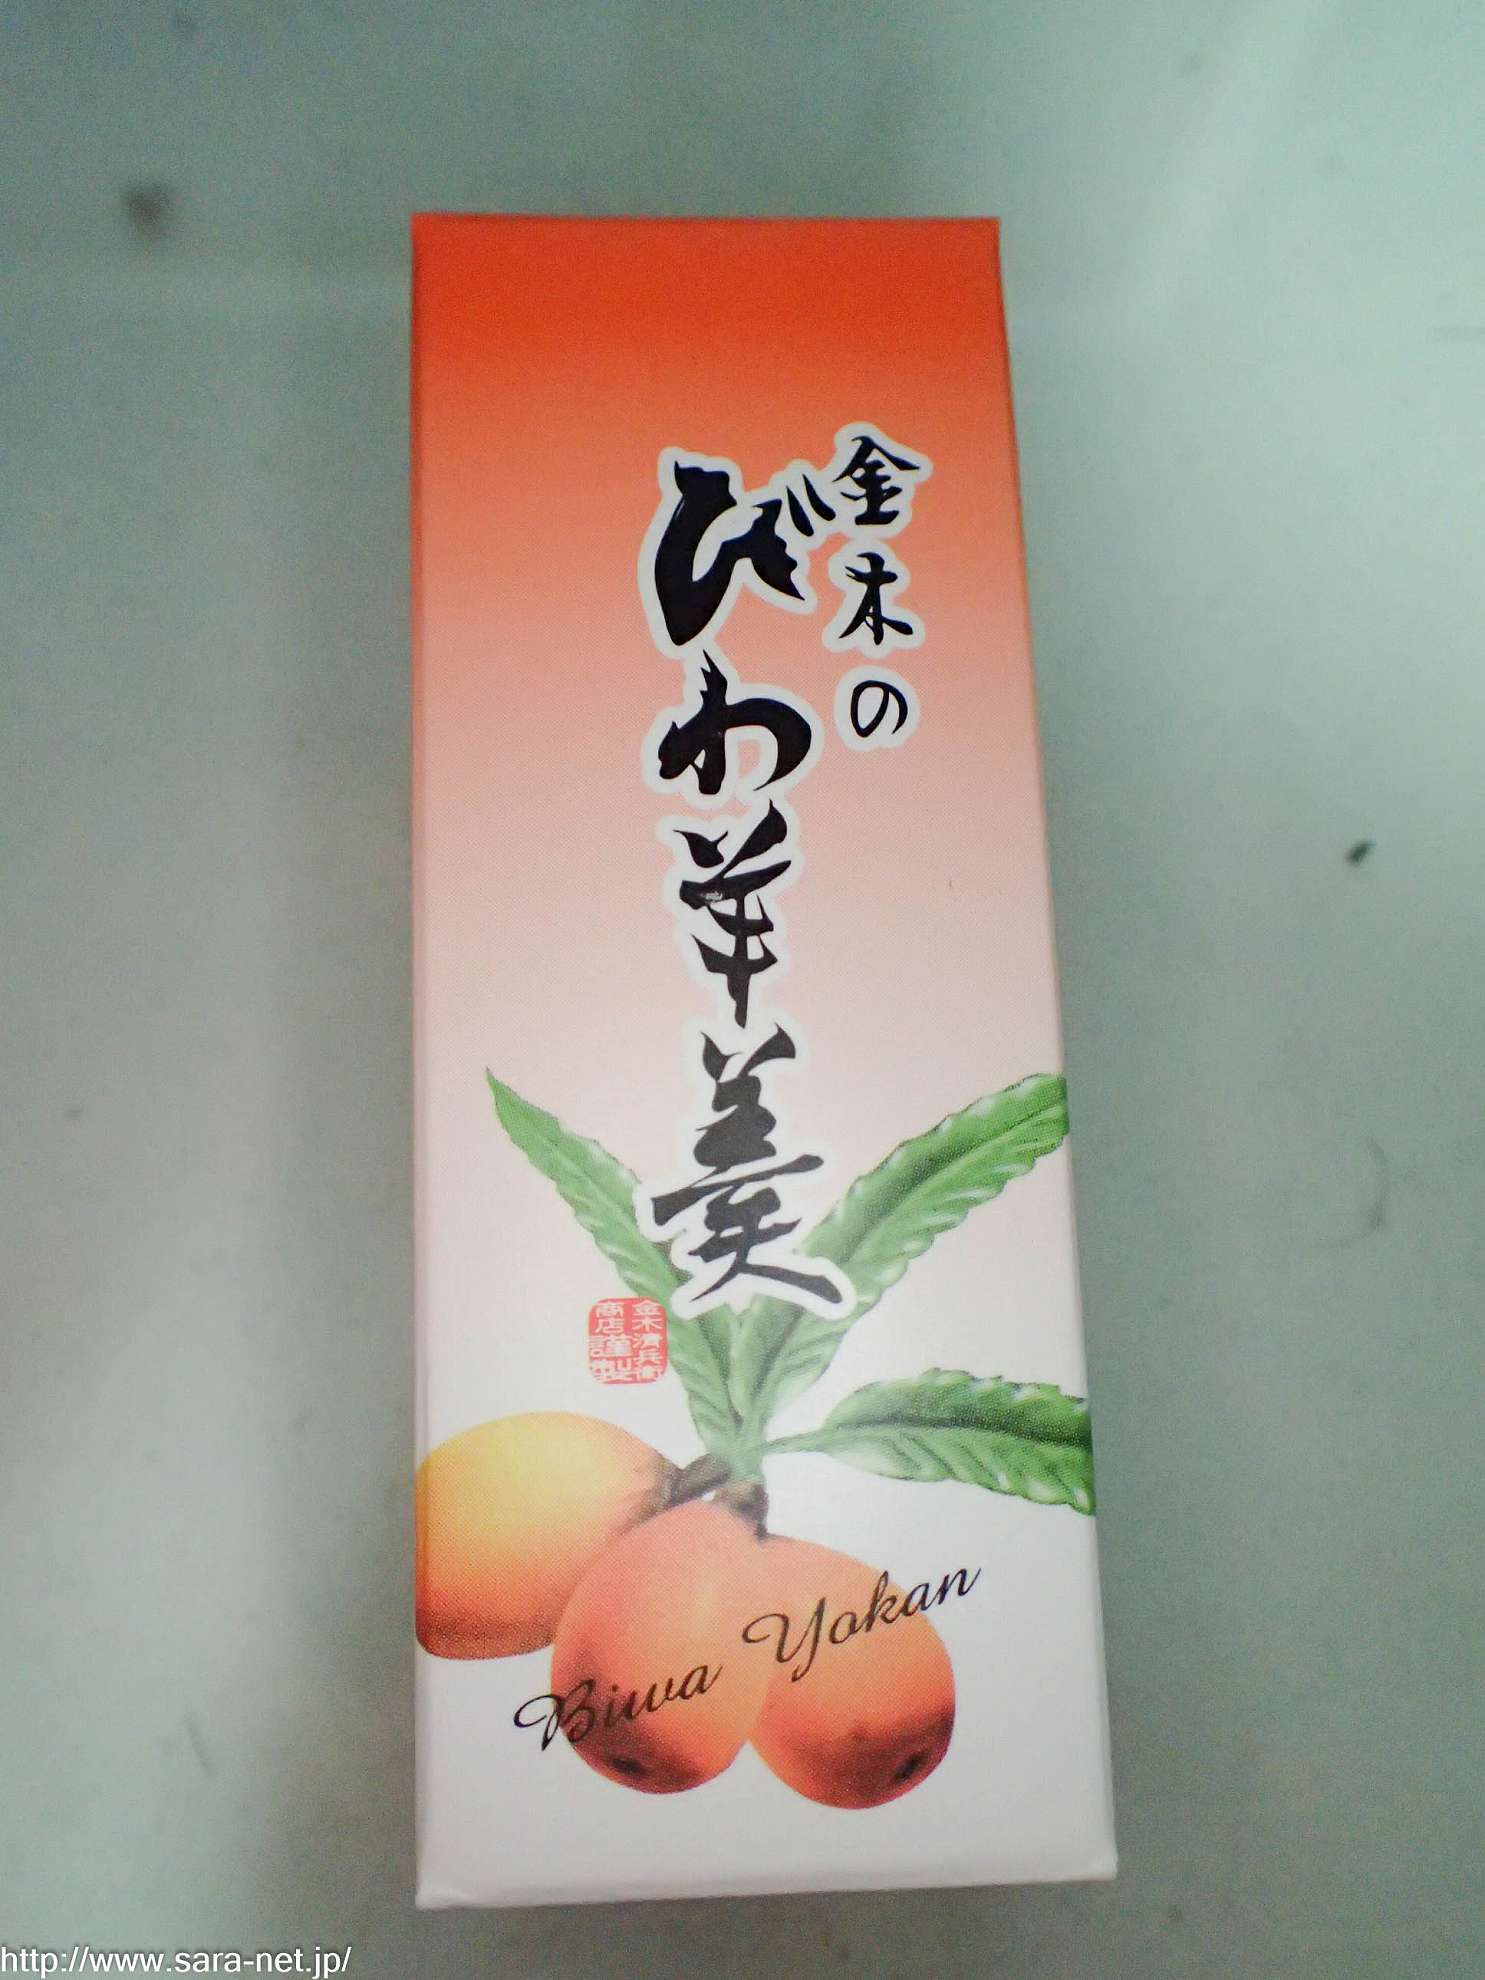 金木の
びわ羊羹
金木清兵衛
商店謹製
Biwa Yokan
http://www.sara-net.jp/